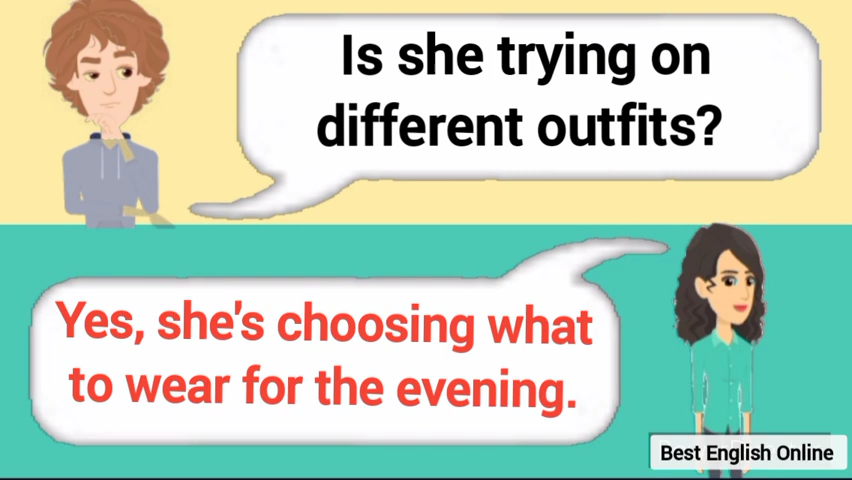 Is she trying on
different outfits?
Yes, she's choosing what
to wear for the evening.
Best English Online